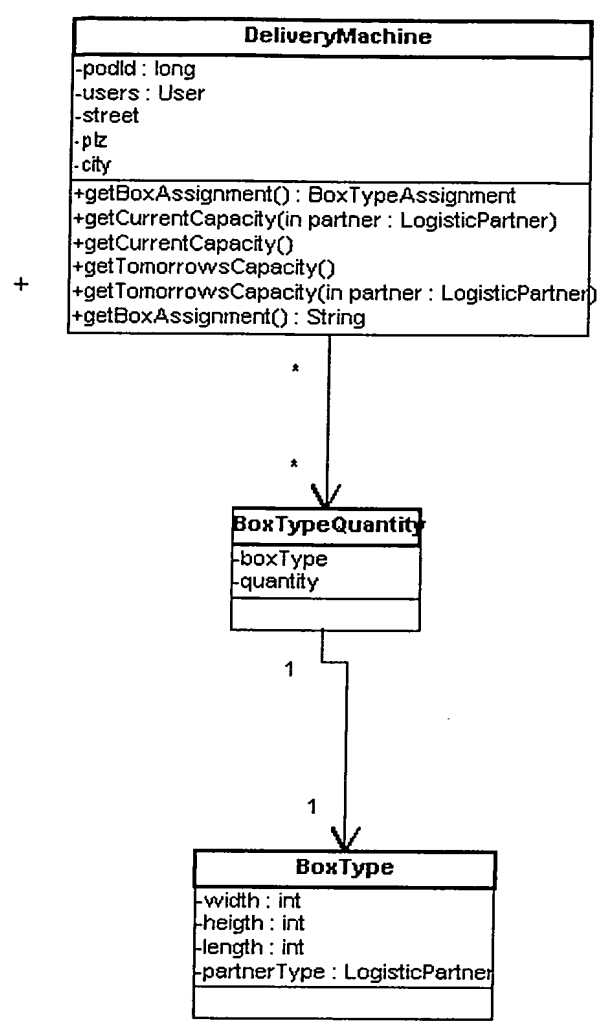 DeliveryMachine
-podId : long
-users : User
-street
-plz
-city
+getBoxAssignment() : BoxTypeAssignment
+getCurrentCapacity(in partner : LogisticPartner)
+getCurrentCapacity()
+getTomorrowsCapacity()
+getTomorrowsCapacity(in partner : LogisticPartner)
+getBoxAssignment() : String
+
*
*
BoxTypeQuantity
-boxType
-quantity
1
1
BoxType
-width : int
-heigth : int
-length : int
-partnerType : LogisticPartner